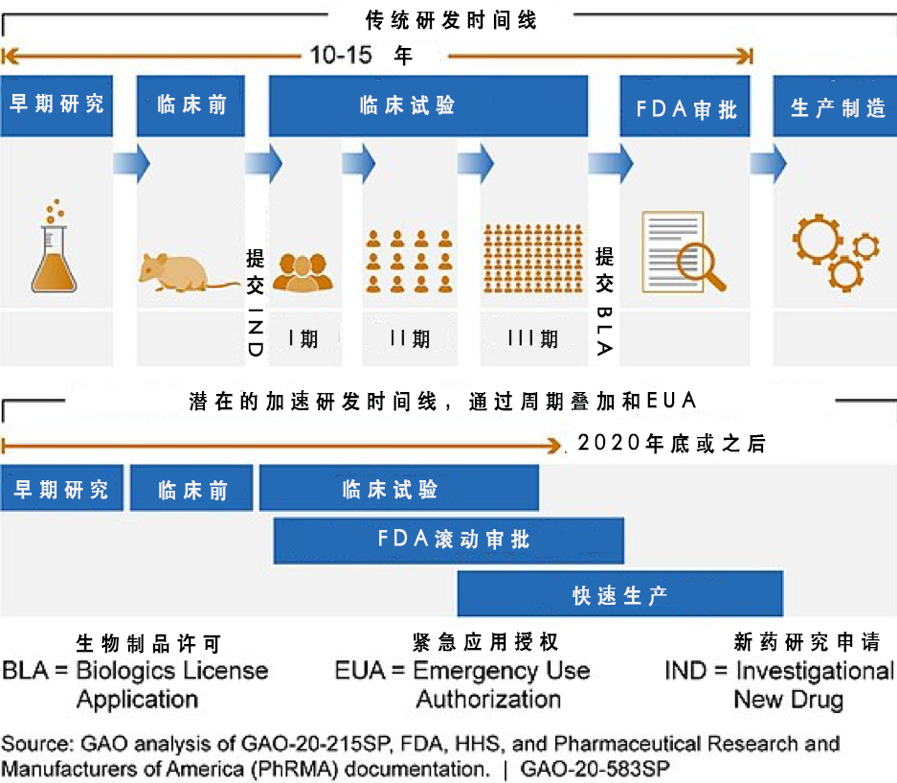 传统研发时间线
10-15 年
早期研究
临床前
临床试验
FDA审批
生产制造
提交 IND
提交 BLA
I期
II期
III期
潜在的加速研发时间线，通过周期叠加和EUA
2020年底或之后
早期研究
临床前
临床试验
FDA滚动审批
快速生产
生物制品许可
BLA = Biologics License
Application
紧急应用授权
EUA = Emergency Use
Authorization
新药研究申请
IND = Investigational
New Drug
Source: GAO analysis of GAO-20-215SP, FDA, HHS, and Pharmaceutical Research and
Manufacturers of America (PhRMA) documentation. | GAO-20-583SP